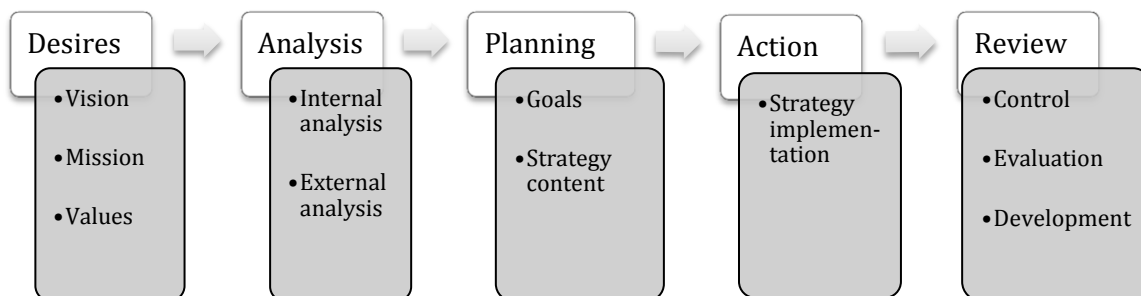 Desires
•Vision
•Mission
•Values
Analysis
•Internal
analysis
•External
analysis
Planning
•Goals
•Strategy
content
Action
•Strategy
implemen-
tation
Review
•Control
•Evaluation
•Development